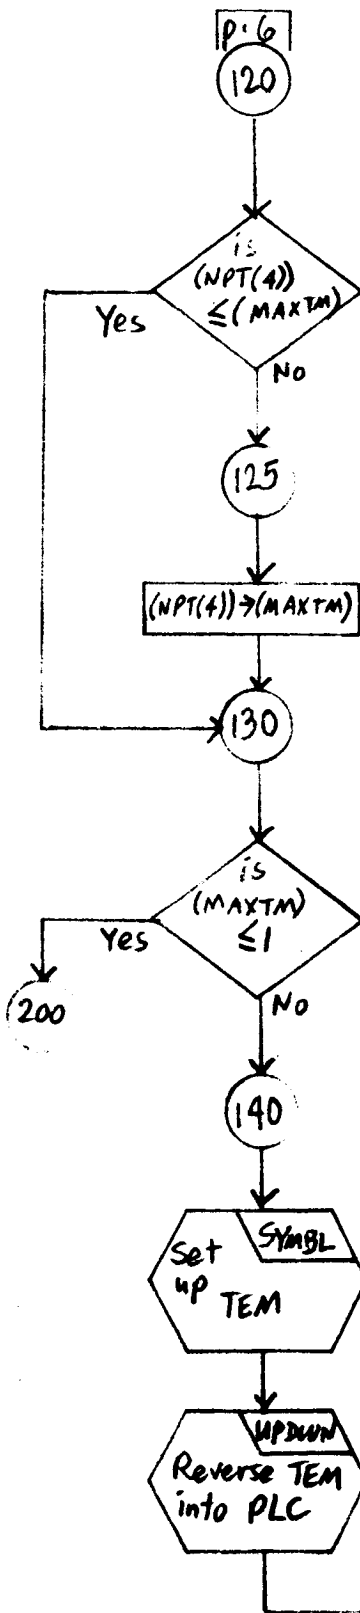 p.6
120
is
(NPT(4))
≤(MAXTM)
Yes
No
125
(NPT(4))→(MAXTM)
130
is
(MAXTM)
≤1
Yes
No
200
140
SYMBL
Set
up
TEM
UPDWN
Reverse TEM
into PLC